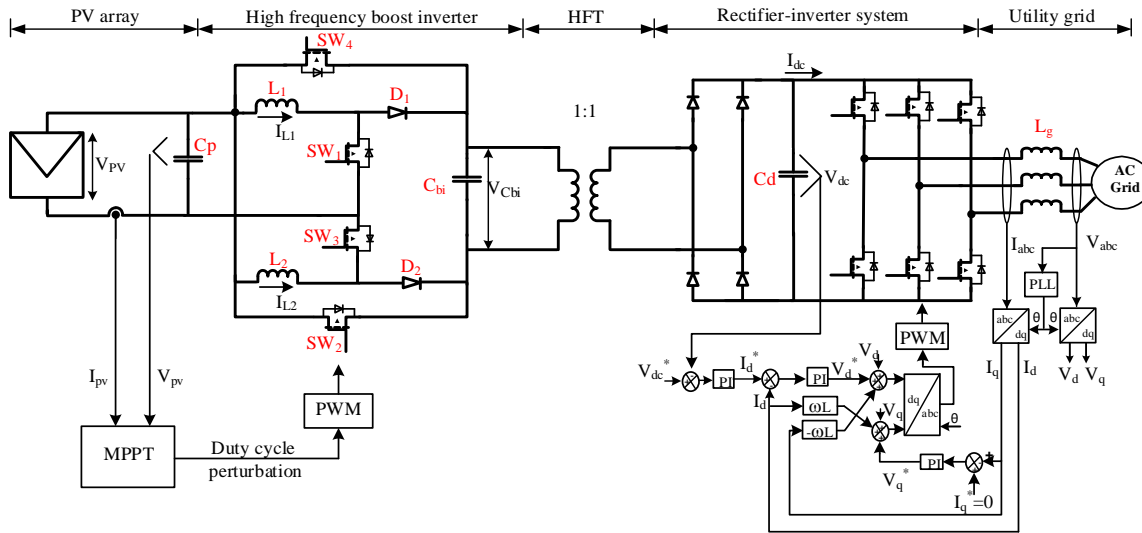 PV array
High frequency boost inverter
HFT
Rectifier-inverter system
Utility grid
SW4
L1
D1
IL1
Idc
1:1
VPV
Cp
SW1
Cbi
VCbi
Cd
Vdc
Lg
AC
Grid
SW3
L2
D2
IL2
SW2
Iabc
Vabc
PLL
abc
dq
θ
θ
abc
dq
Ipv
Vpv
PWM
MPPT
Duty cycle
perturbation
Vdc*
PI
Id*
PI
Vd*
Vd
PWM
Iq
Id
Vd
Vq
Id
ωL
-ωL
Vq
dq
abc
θ
PI
Vq*
Iq*=0